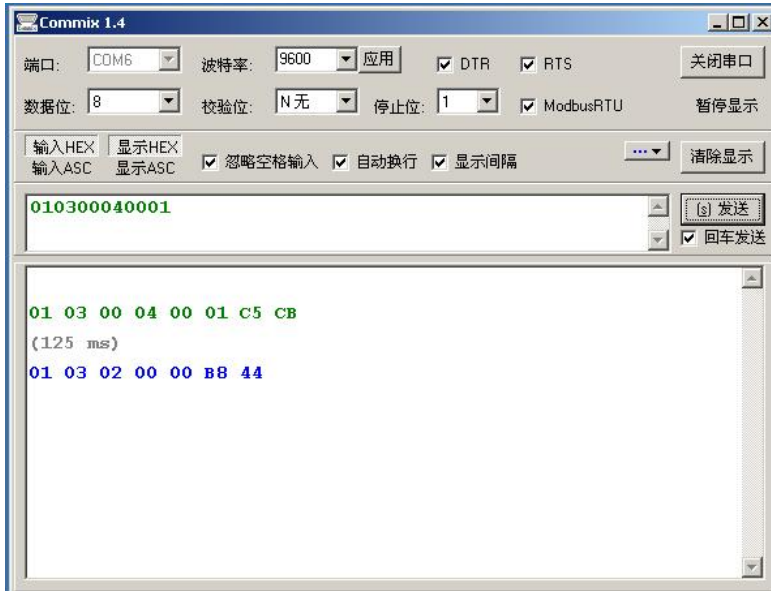 Commix 1.4
端口: COM6 波特率: 9600 应用 DTR RTS 关闭串口
数据位: 8 校验位: N 无 停止位: 1 ModbusRTU 暂停显示
输入HEX 显示HEX
输入ASC 显示ASC 忽略空格输入 自动换行 显示间隔 ... 清除显示
010300040001 (s) 发送
回车发送
01 03 00 04 00 01 C5 CB
(125 ms)
01 03 02 00 00 B8 44